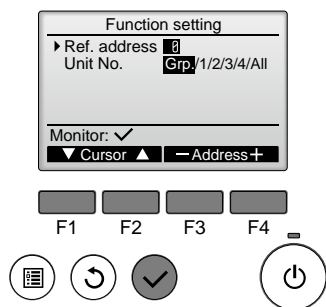 Function setting
Ref. address 0
Unit No. Grp./1/2/3/4/All
Monitor:
Cursor
−Address+
F1 F2 F3 F4